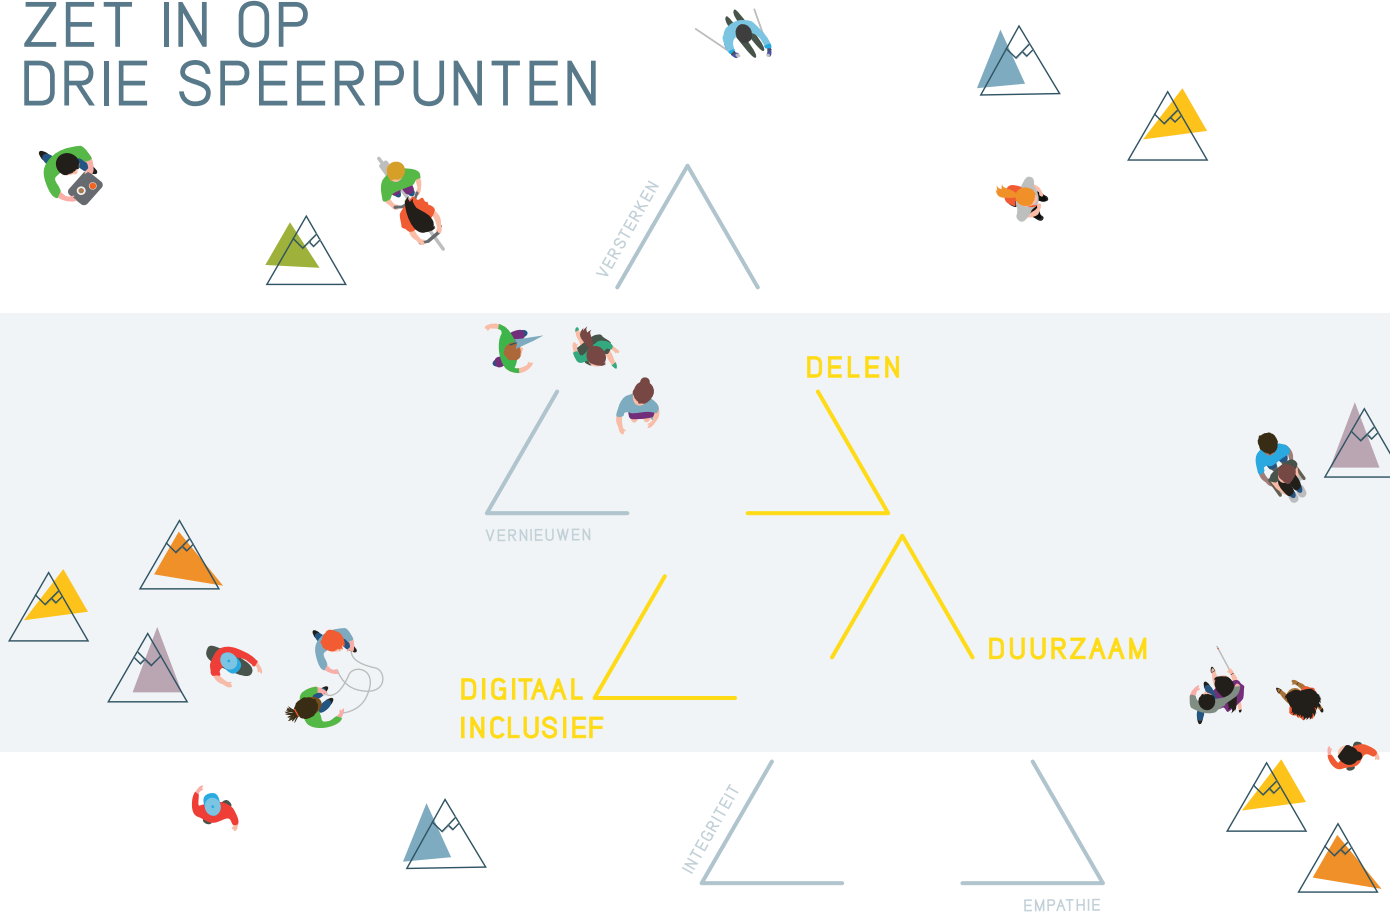 ZET IN OP
DRIE SPEERPUNTEN
VERSTERKEN
DELEN
VERNIEUWEN
DUURZAAM
DIGITAAL
INCLUSIEF
INTEGRITEIT
EMPATHIE